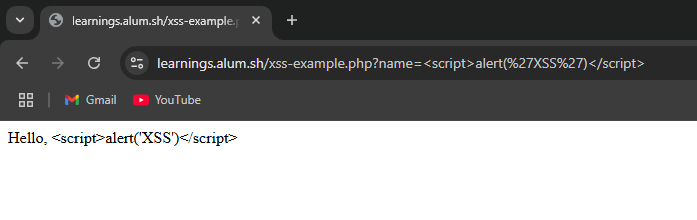 learnings.alum.sh/xss-example.p
learnings.alum.sh/xss-example.php?name=<script>alert(%27XSS%27)</script>
Gmail YouTube
Hello, <script>alert('XSS')</script>